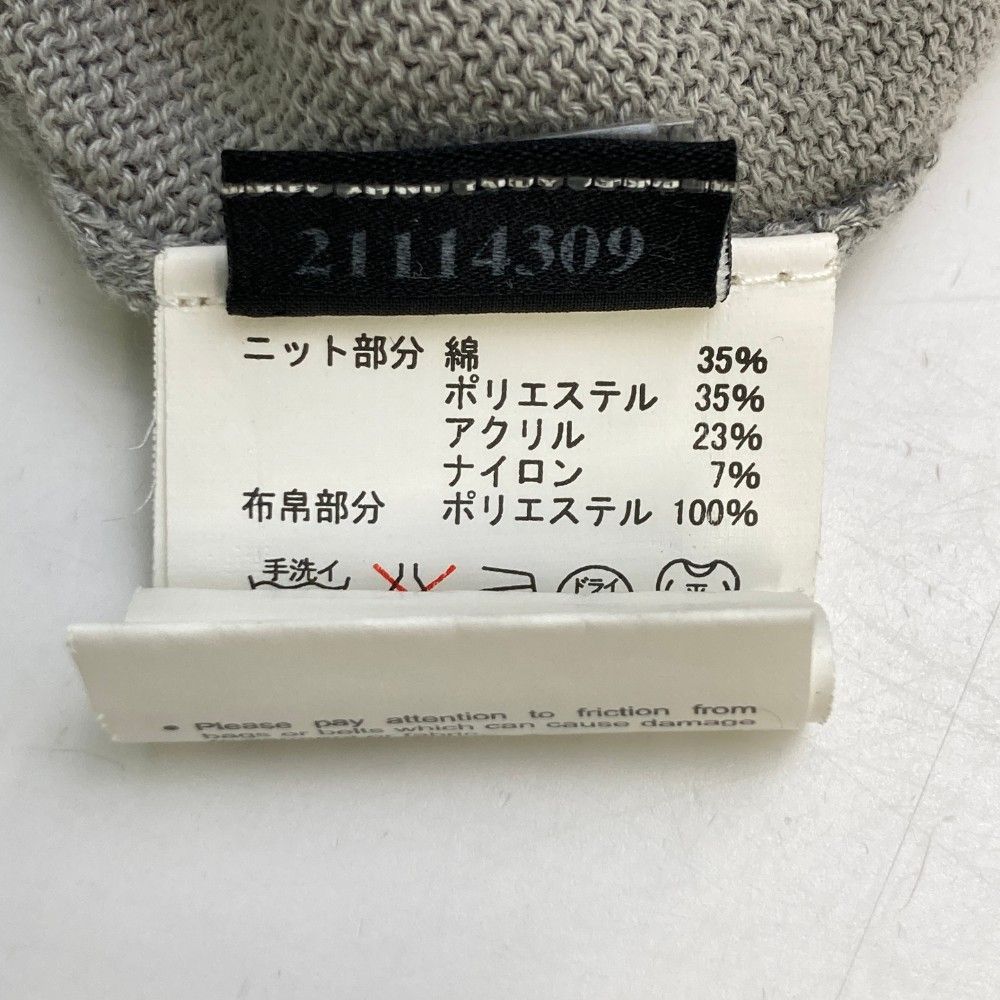 21114309
ニット部分 綿 35%
ポリエステル 35%
アクリル 23%
ナイロン 7%
布帛部分 ポリエステル 100%
手洗イ ドライ 平
• Please pay attention to friction from
bags or belts which can cause damage